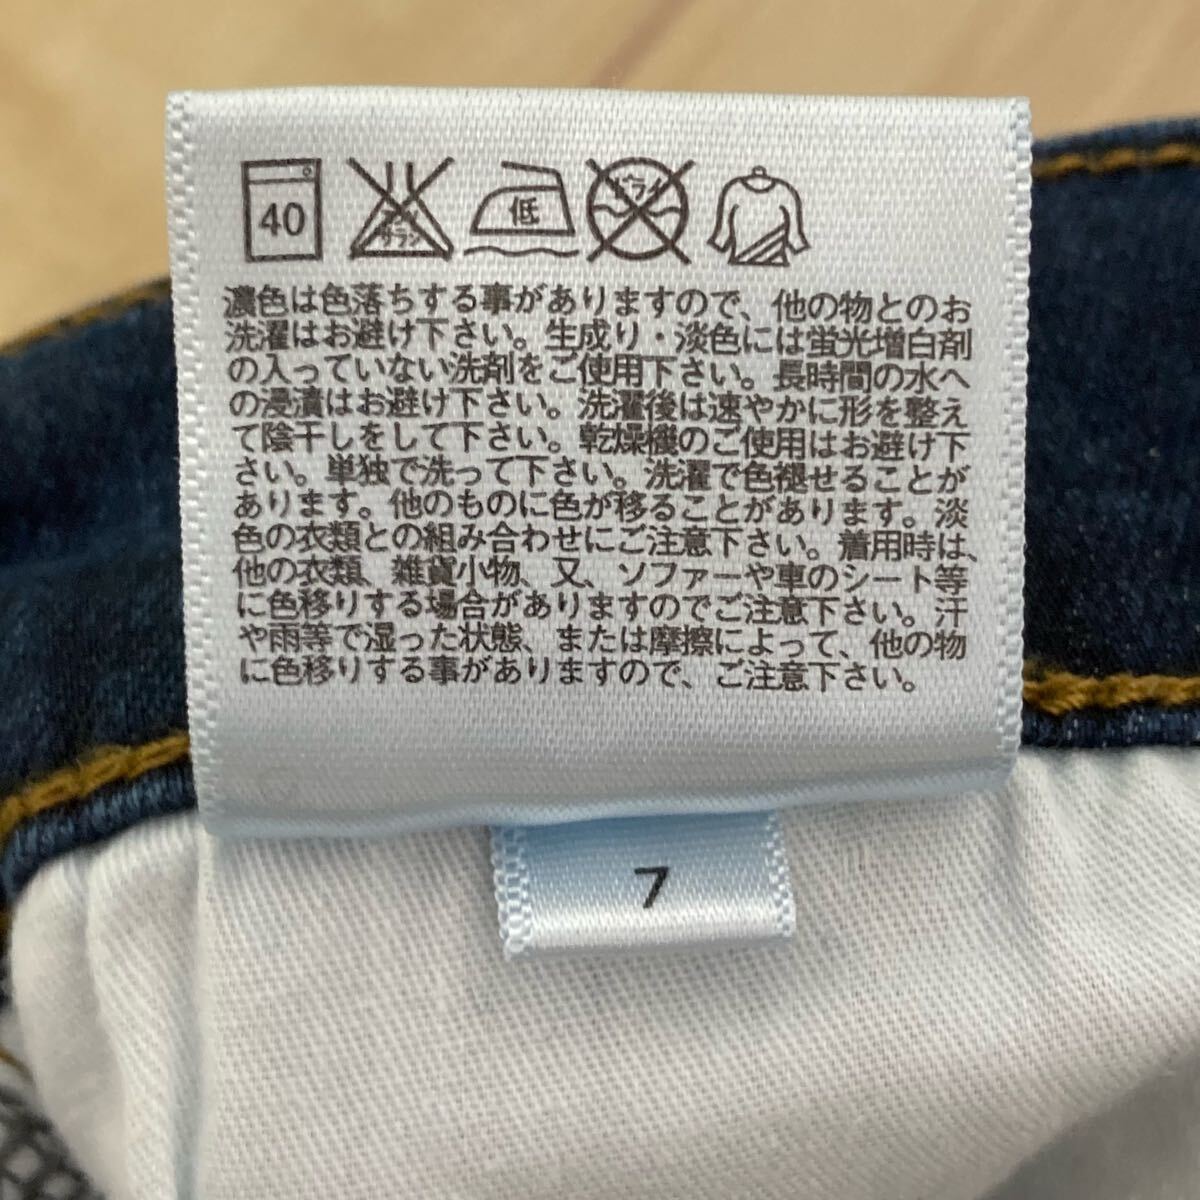 40 エンソ サラシ 低 ドライ
濃色は色落ちする事がありますので、他の物とのお
洗濯はお避け下さい。生成り・淡色には蛍光増白剤
の入っていない洗剤をご使用下さい。長時間の水へ
の浸漬はお避け下さい。洗濯後は速やかに形を整え
て陰干しをして下さい。乾燥機のご使用はお避け下
さい。単独で洗って下さい。洗濯で色褪せることが
あります。他のものに色が移ることがあります。淡
色の衣類との組み合わせにご注意下さい。着用時は、
他の衣類、雑貨小物、又、ソファーや車のシート等
に色移りする場合がありますのでご注意下さい。汗
や雨等で湿った状態、または摩擦によって、他の物
に色移りする事がありますので、ご注意下さい。
7